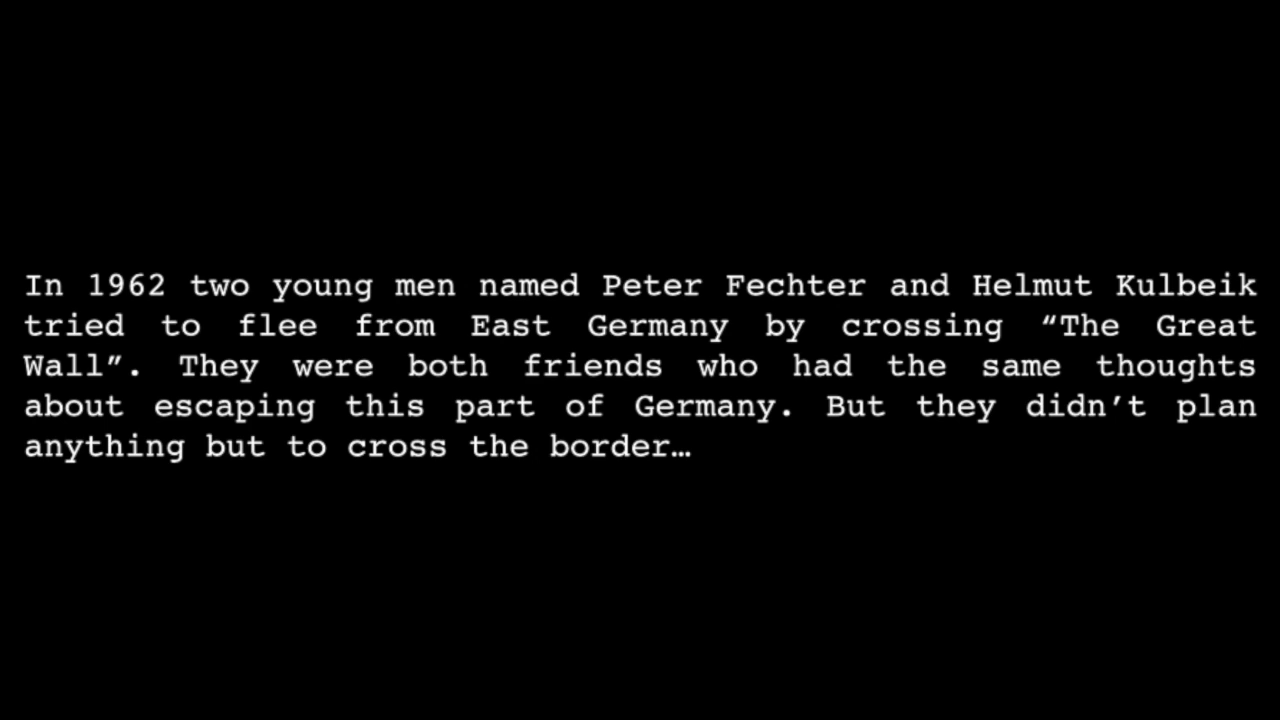 In 1962 two young men named Peter Fechter and Helmut Kulbeik
tried to flee from East Germany by crossing “The Great
Wall”. They were both friends who had the same thoughts
about escaping this part of Germany. But they didn’t plan
anything but to cross the border…